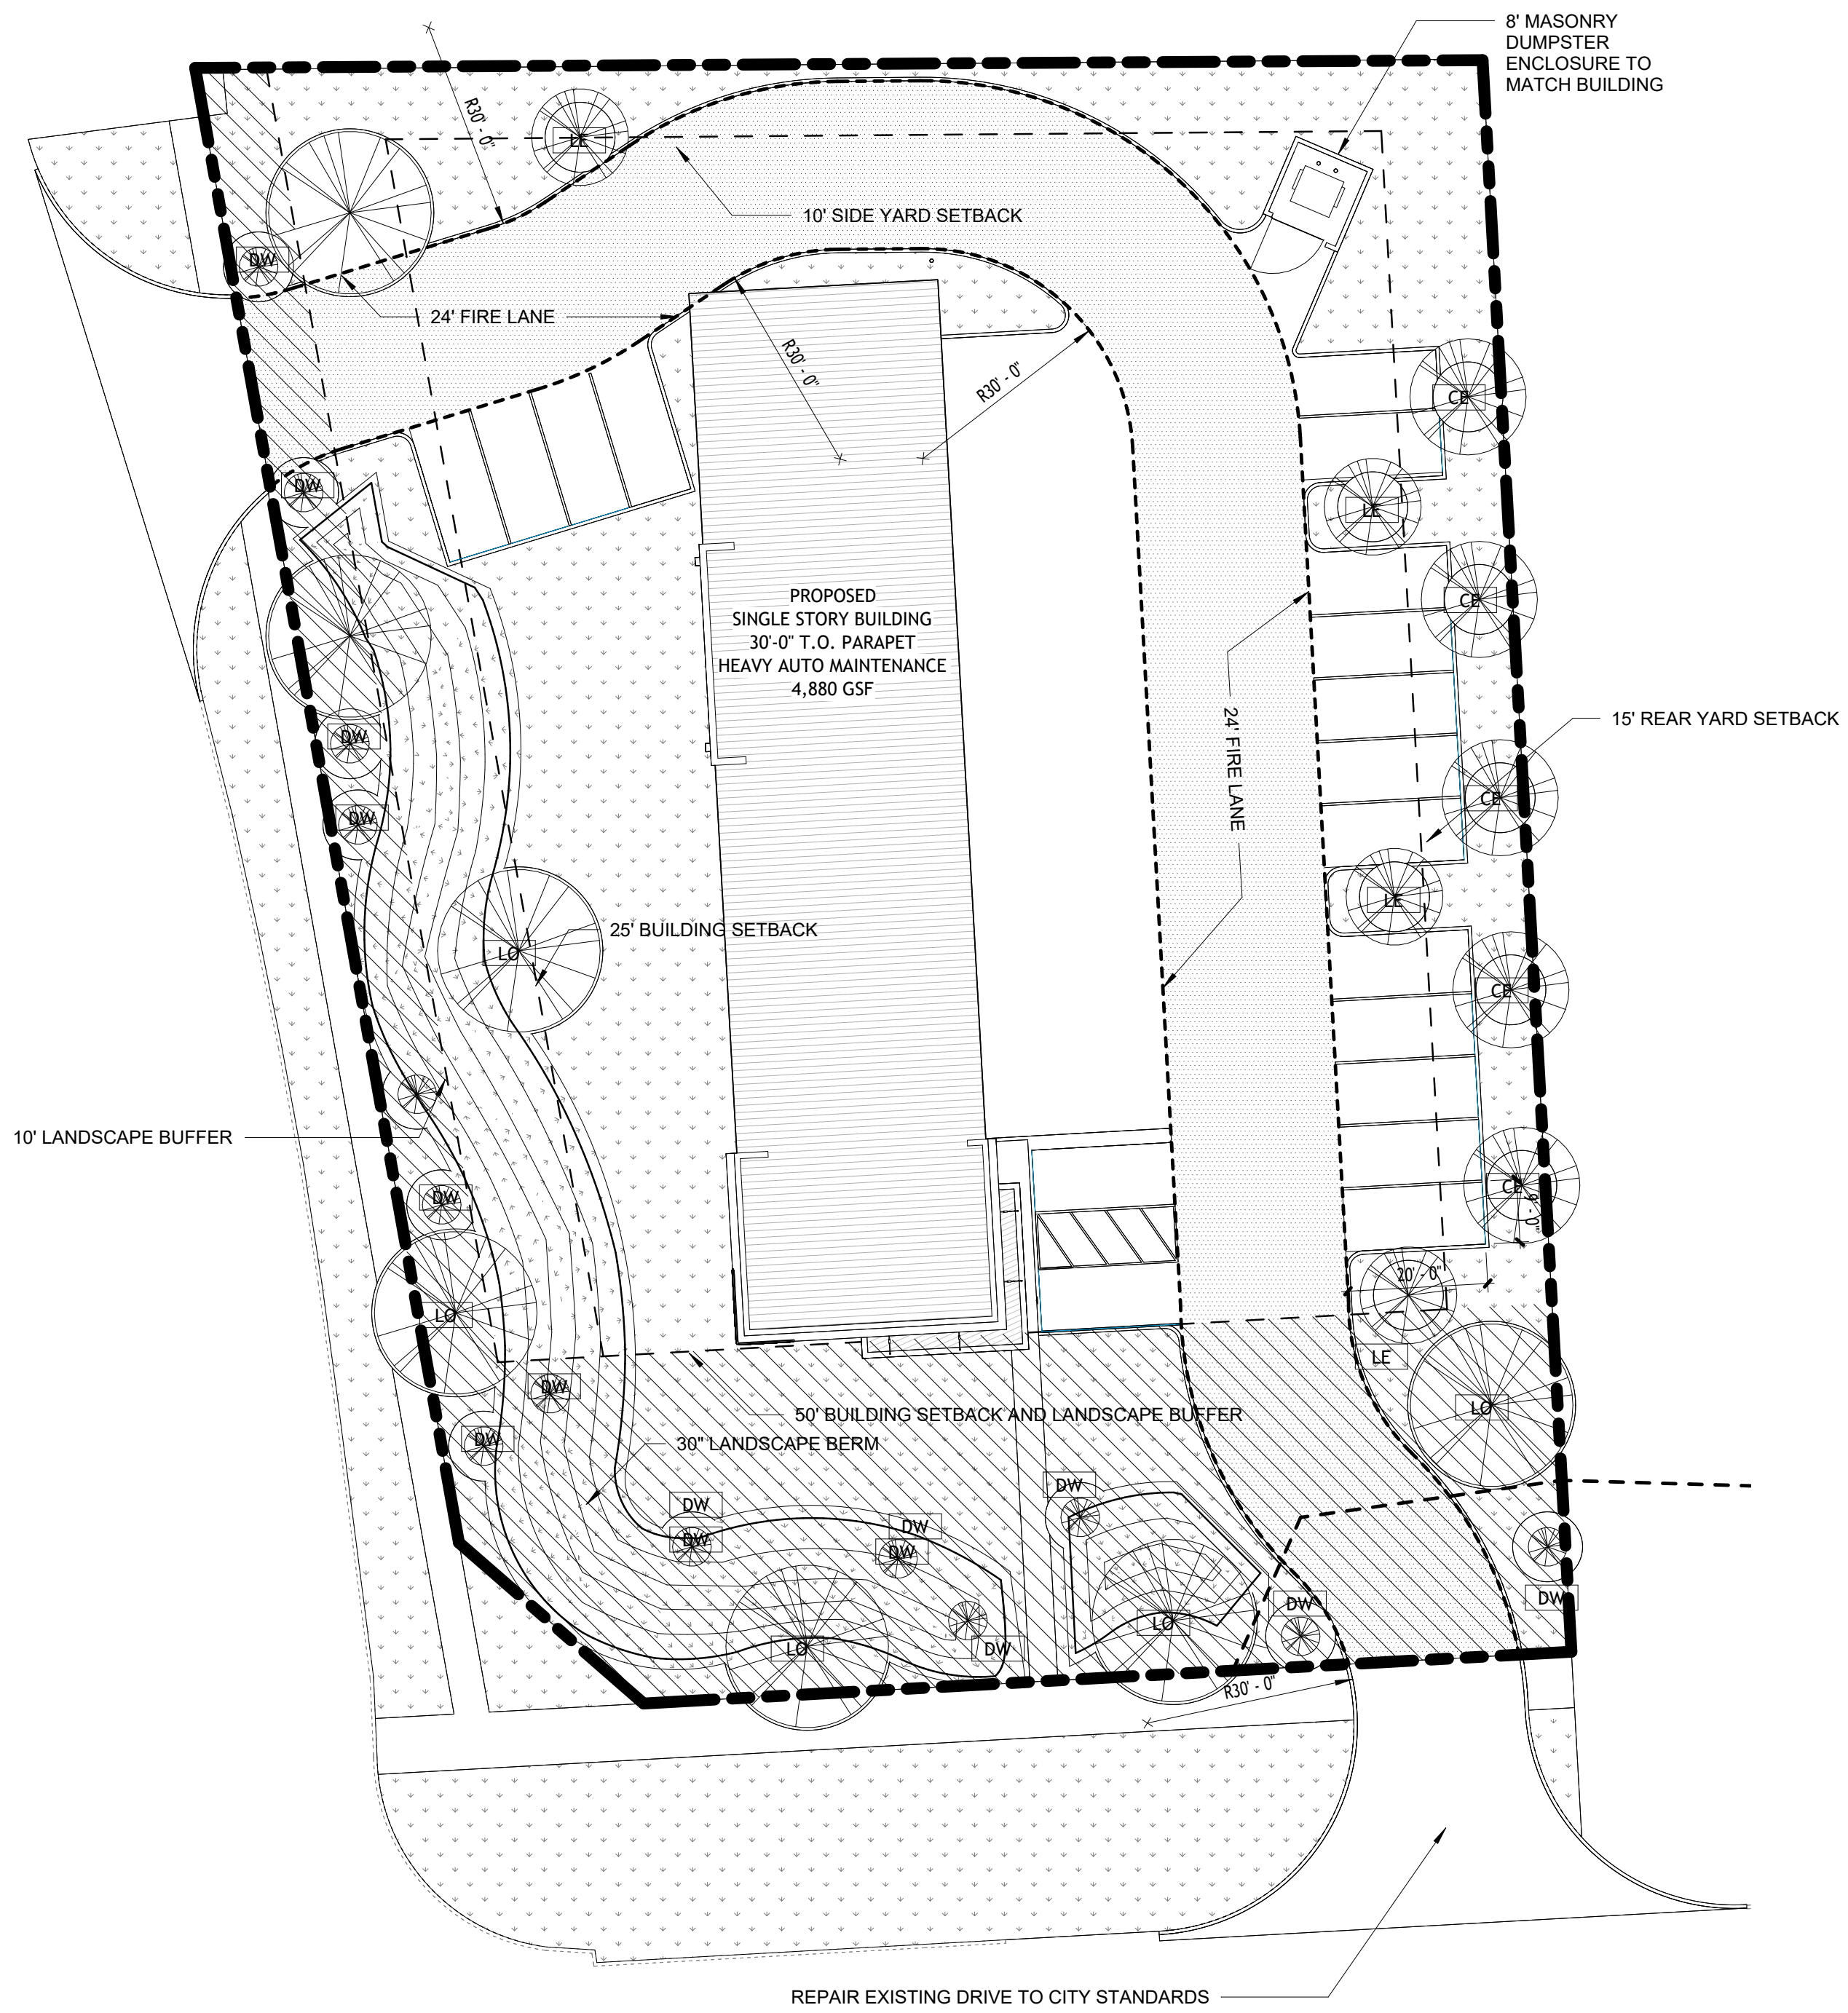 8' MASONRY
DUMPSTER
ENCLOSURE TO
MATCH BUILDING
R30' - 0"
LE
10' SIDE YARD SETBACK
DW
24' FIRE LANE
R30' - 0"
R30' - 0"
CE
DW
LE
PROPOSED
SINGLE STORY BUILDING
30'-0" T.O. PARAPET
HEAVY AUTO MAINTENANCE
4,880 GSF
CE
15' REAR YARD SETBACK
DW
24' FIRE LANE
CE
DW
LE
25' BUILDING SETBACK
LO
CE
10' LANDSCAPE BUFFER
DW
CE
9' - 0"
20' - 0"
LO
LE
DW
LO
50' BUILDING SETBACK AND LANDSCAPE BUFFER
30" LANDSCAPE BERM
DW
DW
DW
DW
DW
DW
DW
DW
DW
LO
LO
DW
R30' - 0"
REPAIR EXISTING DRIVE TO CITY STANDARDS